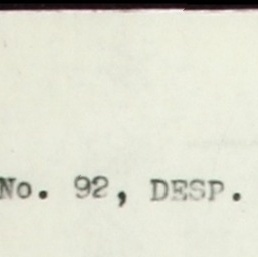 No. 92, DESP.